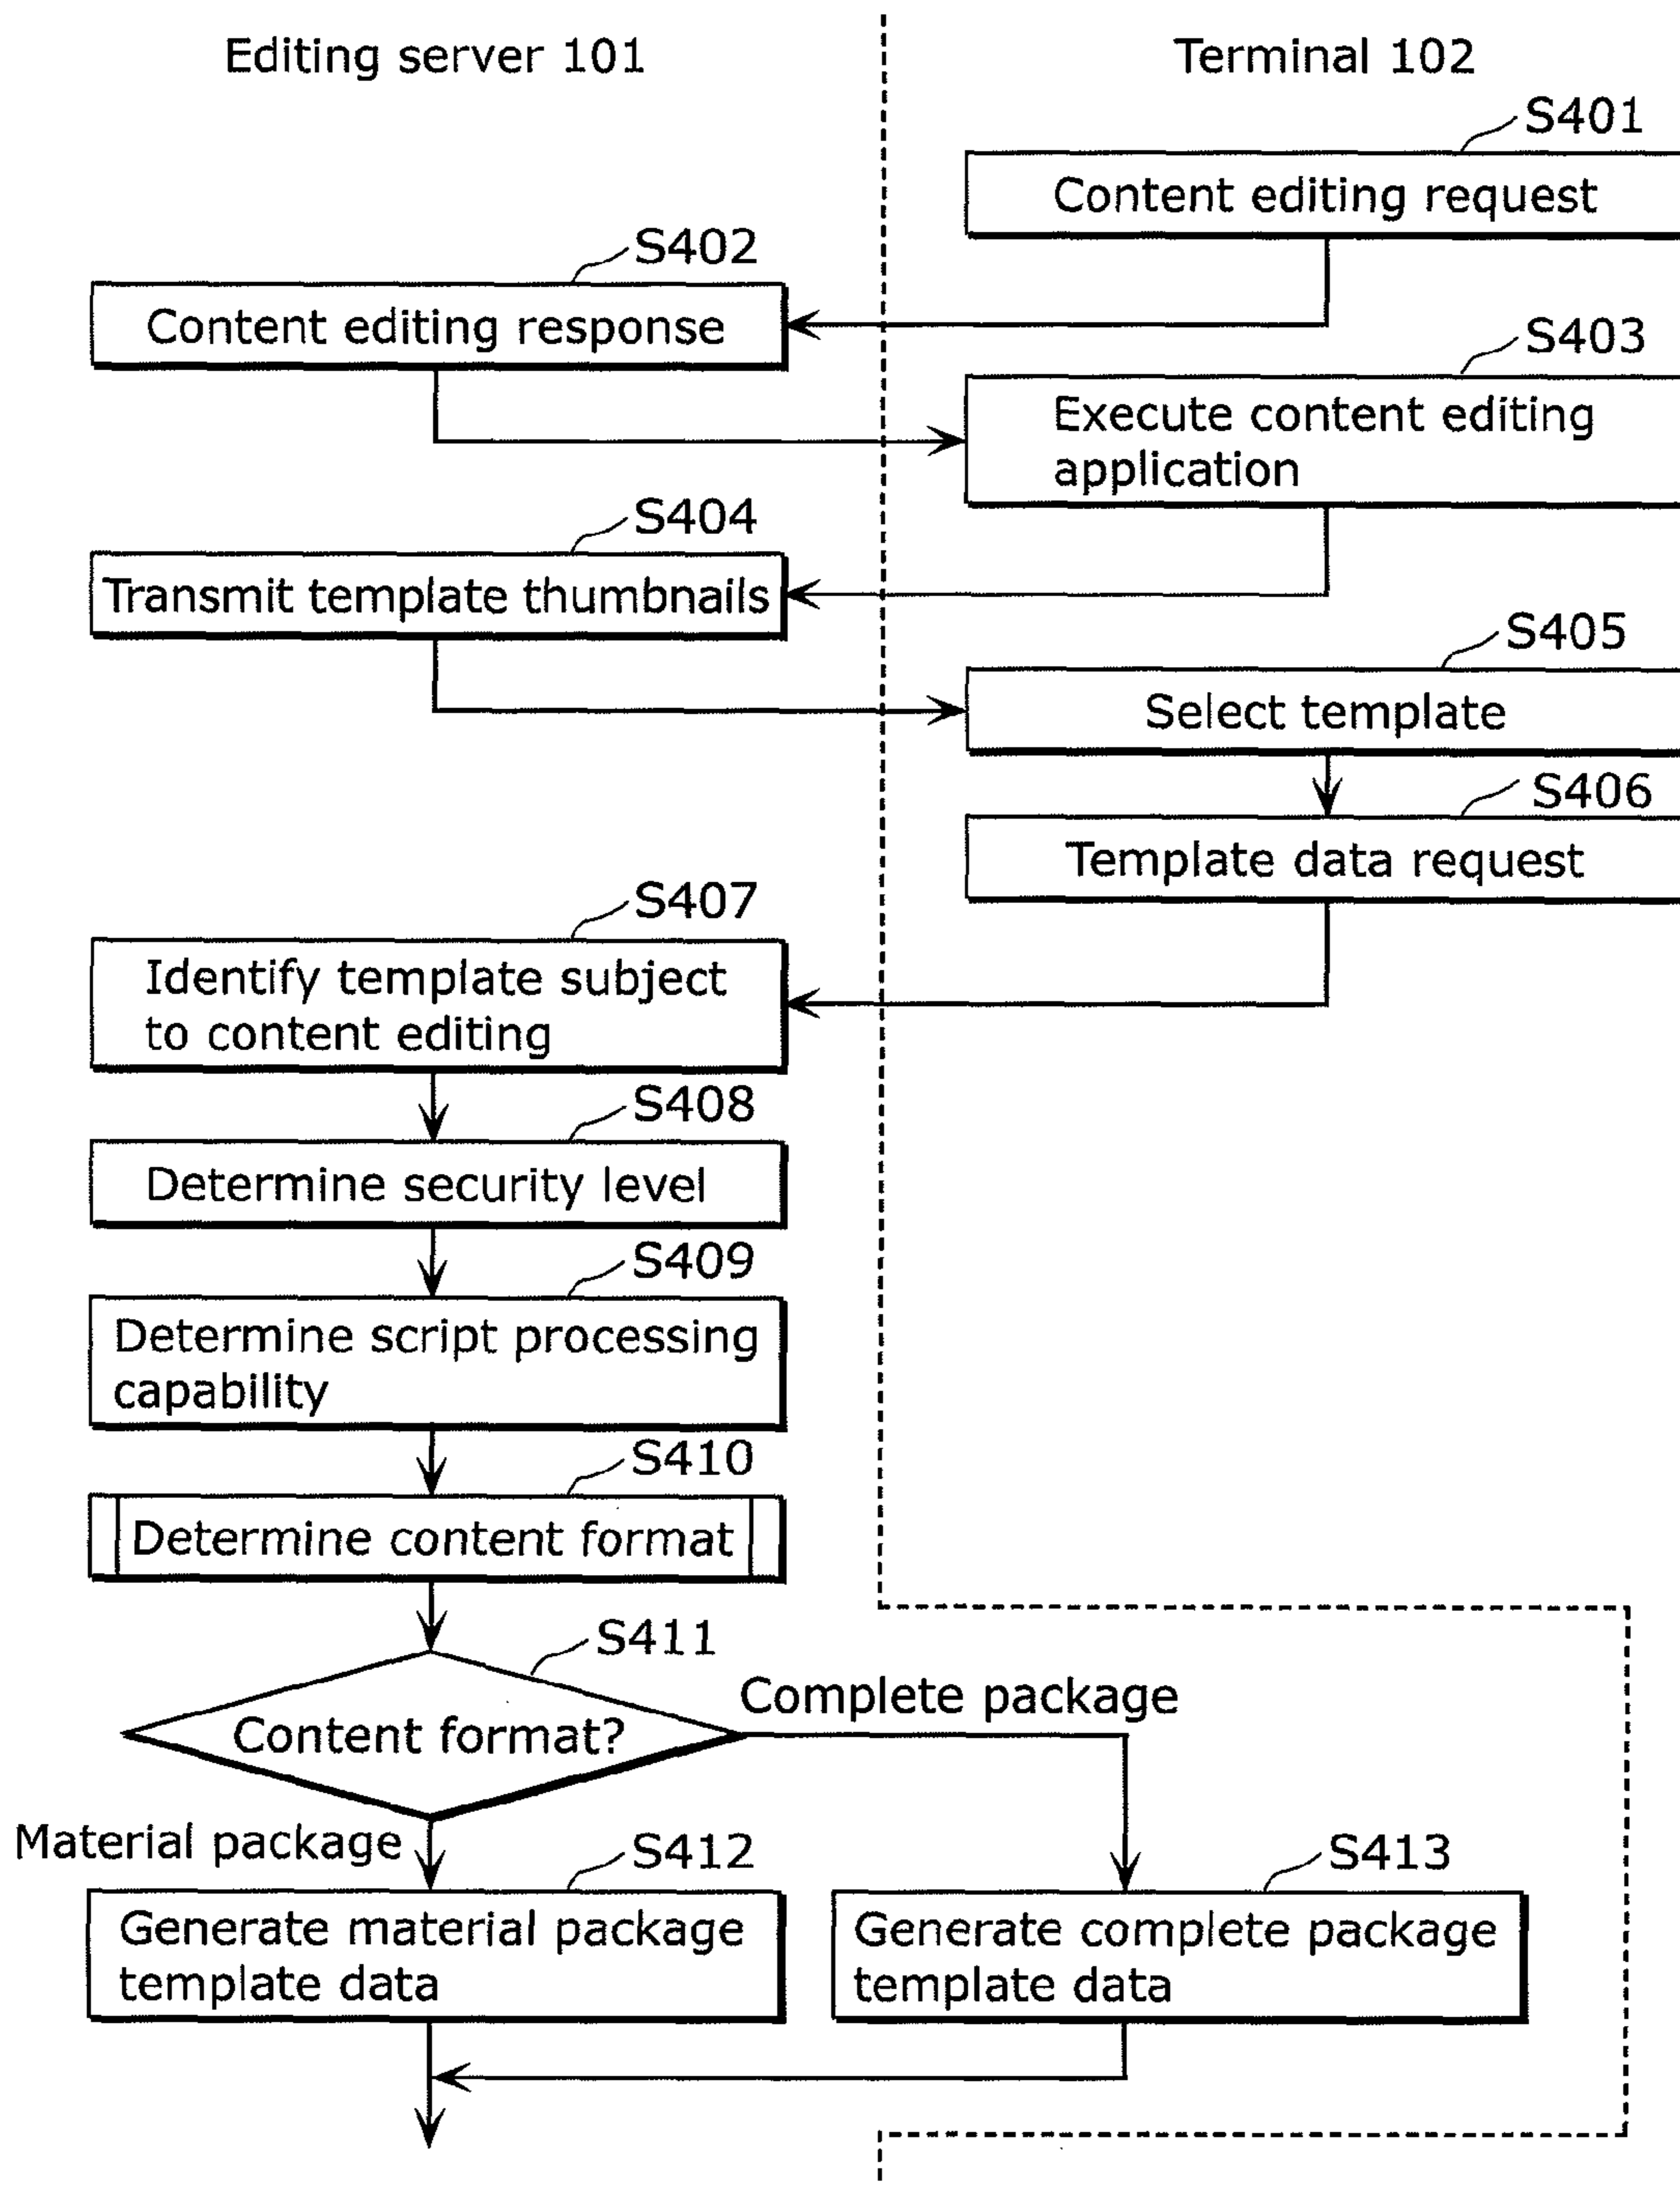 Editing server 101
Terminal 102
S401
Content editing request
S402
Content editing response
S403
Execute content editing
application
S404
Transmit template thumbnails
S405
Select template
S406
Template data request
S407
Identify template subject
to content editing
S408
Determine security level
S409
Determine script processing
capability
S410
Determine content format
S411
Content format?
Complete package
Material package
S412
Generate material package
template data
S413
Generate complete package
template data